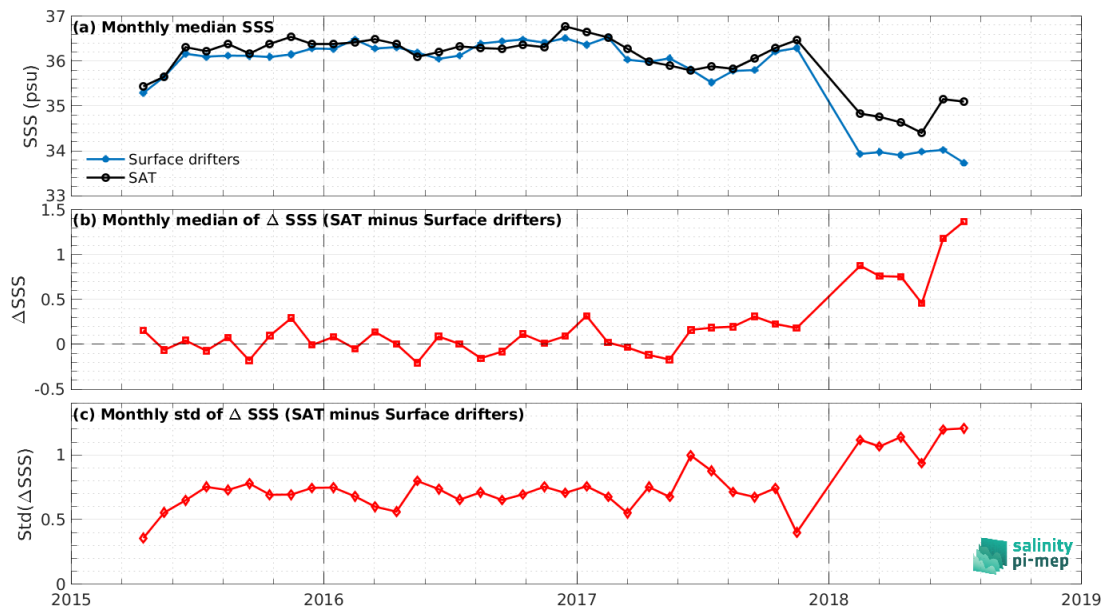 (a) Monthly median SSS
37
36
35
34
33
SSS (psu)
Surface drifters
SAT
(b) Monthly median of Δ SSS (SAT minus Surface drifters)
1.5
1
0.5
0
-0.5
ΔSSS
(c) Monthly std of Δ SSS (SAT minus Surface drifters)
1
0.5
0
Std(ΔSSS)
salinity
pi-mep
2015
2016
2017
2018
2019